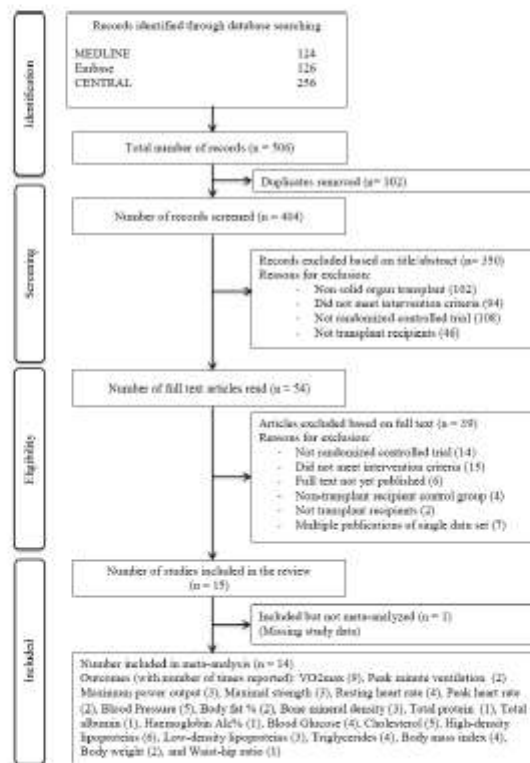 Identification
Records identified through database searching
MEDLINE 124
Embase 126
CENTRAL 256
Total number of records (n = 506)
Duplicates removed (n= 102)
Screening
Number of records screened (n = 404)
Records excluded based on title/abstract (n= 350)
Reasons for exclusion:
- Non solid organ transplant (102)
- Did not meet intervention criteria (94)
- Not randomized controlled trial (108)
- Not transplant recipients (46)
Eligibility
Number of full text articles read (n = 54)
Articles excluded based on full text (n = 39)
Reasons for exclusion:
- Not randomized controlled trial (14)
- Did not meet intervention criteria (15)
- Full text not yet published (6)
- Non-transplant recipient control group (4)
- Not transplant recipients (2)
- Multiple publications of single data set (7)
Included
Number of studies included in the review
(n = 15)
Included but not meta-analyzed (n = 1)
(Missing study data)
Number included in meta-analysis (n = 14)
Outcomes (with number of times reported): VO2max (9), Peak minute ventilation (2)
Maximum power output (3), Maximal strength (3), Resting heart rate (4), Peak heart rate
(2), Blood Pressure (5), Body fat % (2), Bone mineral density (3), Total protein (1), Total
albumin (1), Haemoglobin A1c% (1), Blood Glucose (4), Cholesterol (5), High-density
lipoproteins (6), Low-density lipoproteins (3), Triglycerides (4), Body mass index (4),
Body weight (2), and Waist-hip ratio (1)